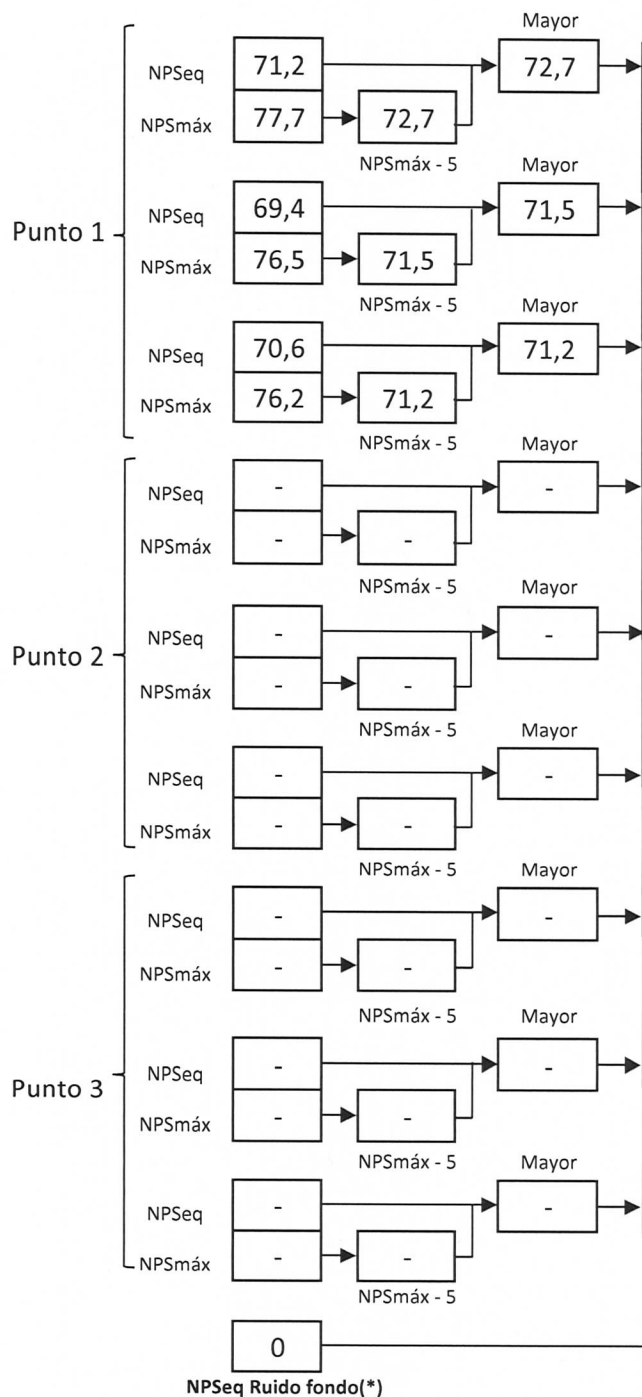 Mayor
NPSeq 71,2 72,7
NPSmáx 77,7 72,7
NPSmáx - 5
Mayor
NPSeq 69,4 71,5
Punto 1
NPSmáx 76,5 71,5
NPSmáx - 5
Mayor
NPSeq 70,6 71,2
NPSmáx 76,2 71,2
NPSmáx - 5
Mayor
NPSeq - -
NPSmáx - -
NPSmáx - 5
Mayor
NPSeq - -
Punto 2
NPSmáx - -
NPSmáx - 5
Mayor
NPSeq - -
NPSmáx - -
NPSmáx - 5
Mayor
NPSeq - -
NPSmáx - -
NPSmáx - 5
Mayor
NPSeq - -
Punto 3
NPSmáx - -
NPSmáx - 5
Mayor
NPSeq - -
NPSmáx - -
NPSmáx - 5
0
NPSeq Ruido fondo(*)